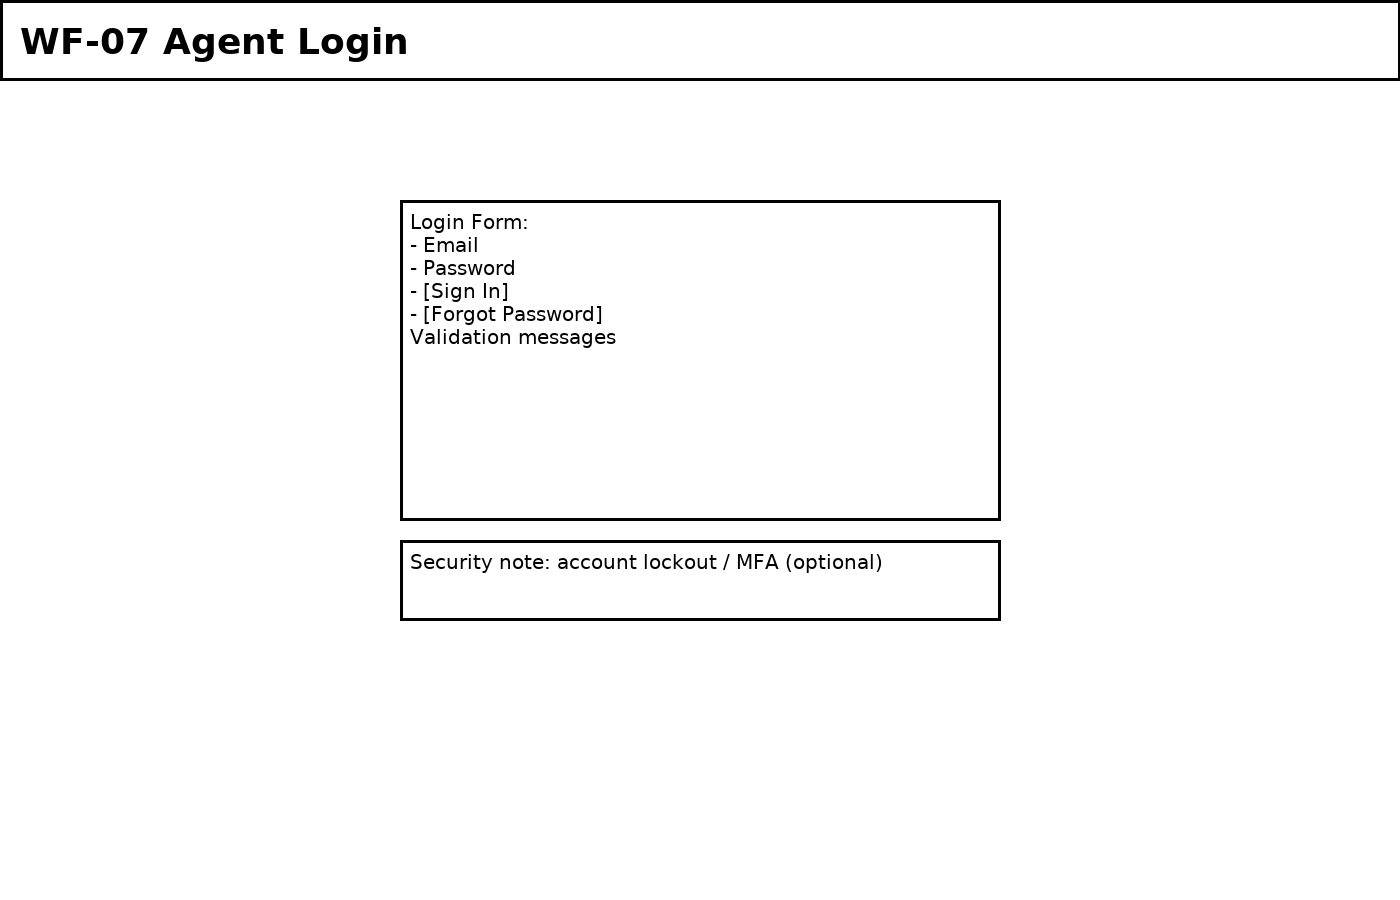 WF-07 Agent Login
Login Form:
- Email
- Password
- [Sign In]
- [Forgot Password]
Validation messages
Security note: account lockout / MFA (optional)